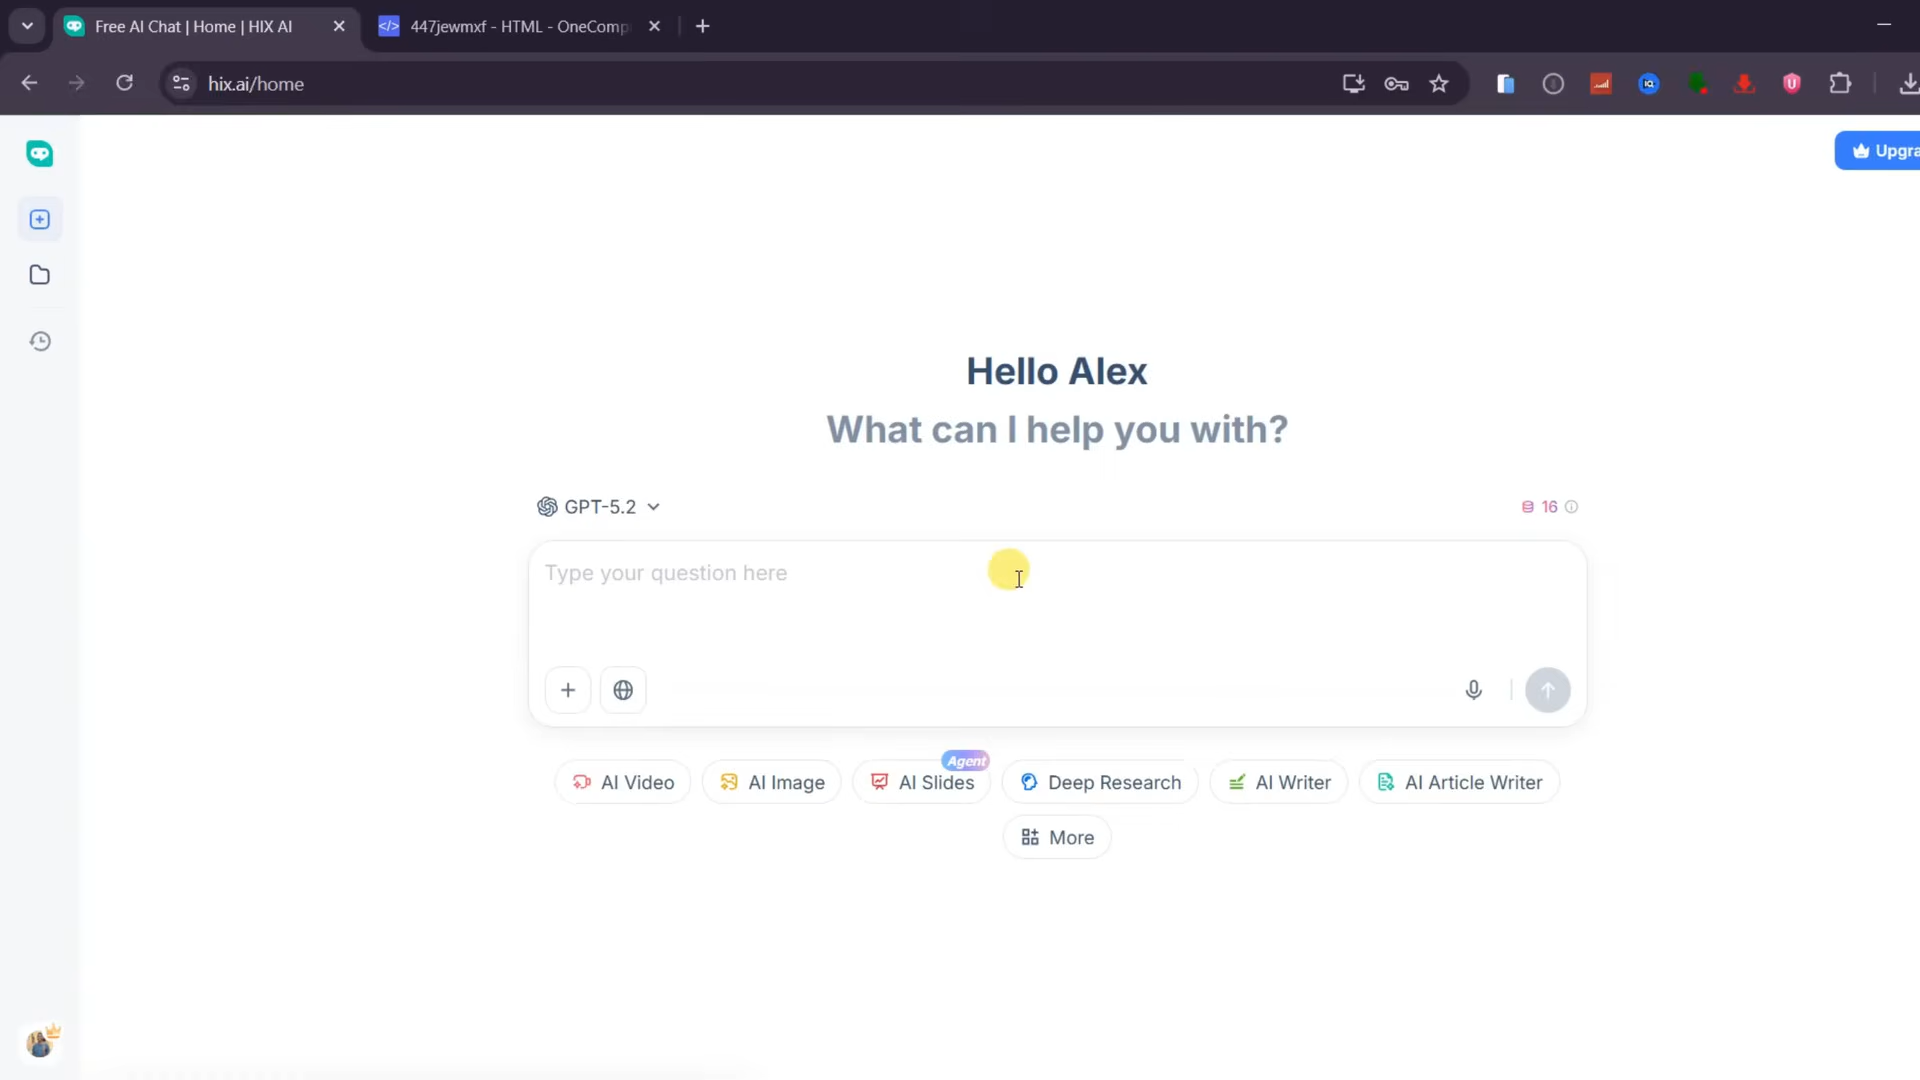 Free AI Chat | Home | HIX AI
447jewmxf - HTML - OneComp
hix.ai/home
Upgra
Hello Alex
What can I help you with?
GPT-5.2
16
Type your question here
Agent
AI Video
AI Image
AI Slides
Deep Research
AI Writer
AI Article Writer
More